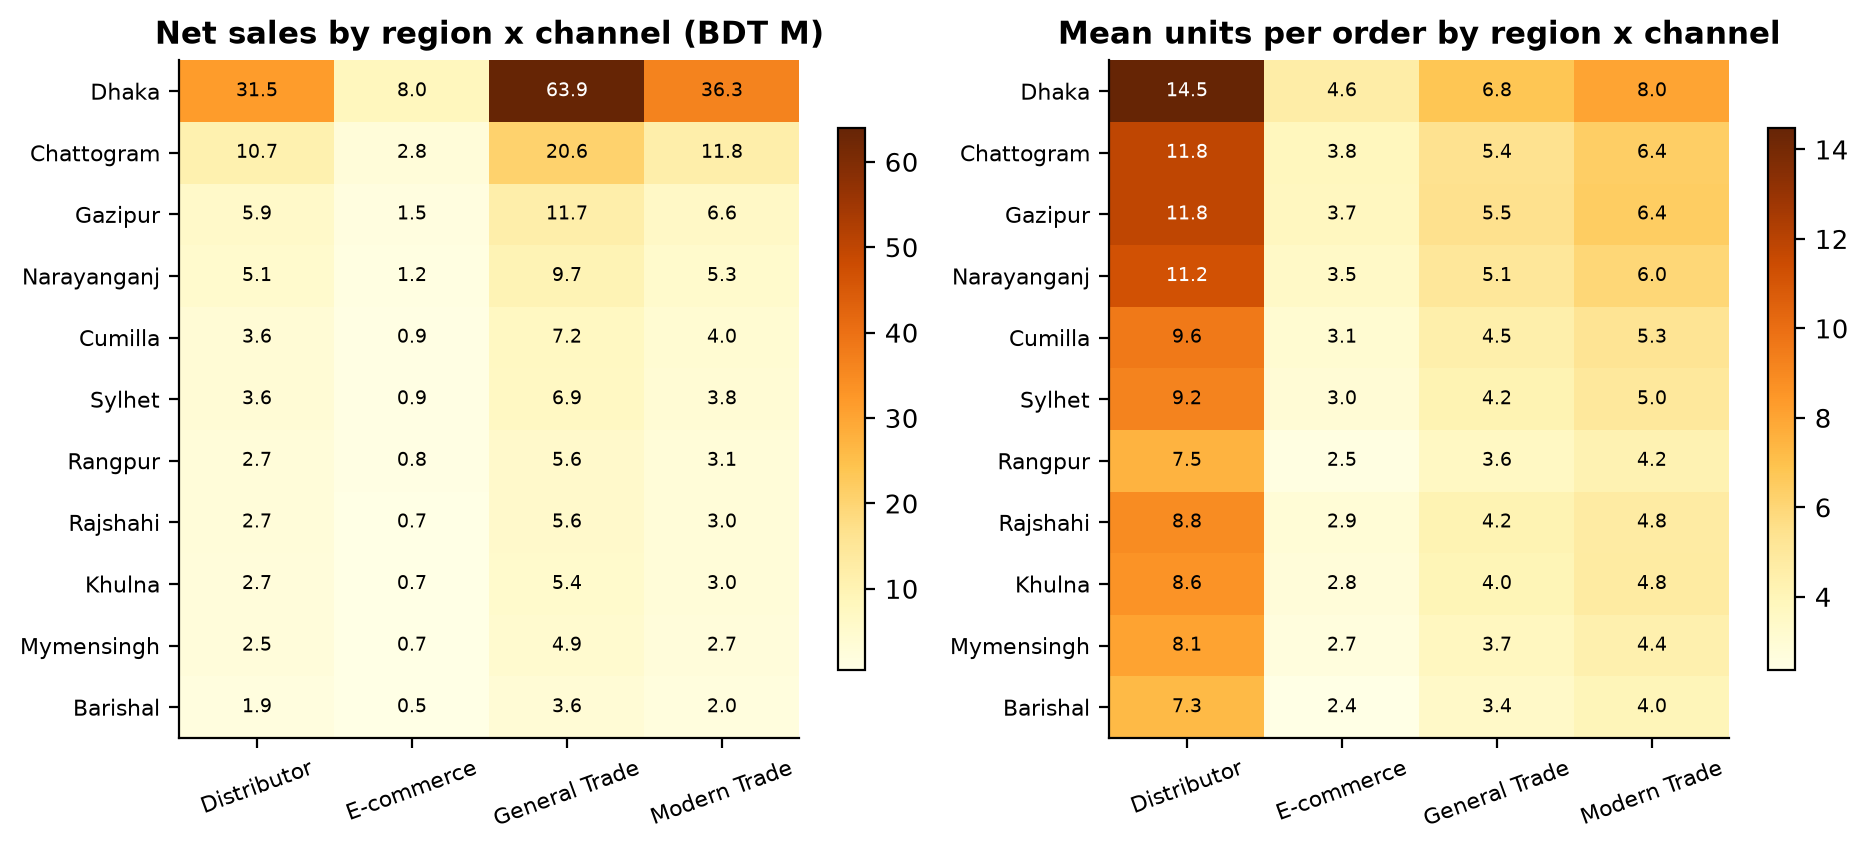 Net sales by region x channel (BDT M)
Dhaka 31.5 8.0 63.9 36.3
Chattogram 10.7 2.8 20.6 11.8
Gazipur 5.9 1.5 11.7 6.6
Narayanganj 5.1 1.2 9.7 5.3
Cumilla 3.6 0.9 7.2 4.0
Sylhet 3.6 0.9 6.9 3.8
Rangpur 2.7 0.8 5.6 3.1
Rajshahi 2.7 0.7 5.6 3.0
Khulna 2.7 0.7 5.4 3.0
Mymensingh 2.5 0.7 4.9 2.7
Barishal 1.9 0.5 3.6 2.0
Distributor E-commerce General Trade Modern Trade
60
50
40
30
20
10
Mean units per order by region x channel
Dhaka 14.5 4.6 6.8 8.0
Chattogram 11.8 3.8 5.4 6.4
Gazipur 11.8 3.7 5.5 6.4
Narayanganj 11.2 3.5 5.1 6.0
Cumilla 9.6 3.1 4.5 5.3
Sylhet 9.2 3.0 4.2 5.0
Rangpur 7.5 2.5 3.6 4.2
Rajshahi 8.8 2.9 4.2 4.8
Khulna 8.6 2.8 4.0 4.8
Mymensingh 8.1 2.7 3.7 4.4
Barishal 7.3 2.4 3.4 4.0
Distributor E-commerce General Trade Modern Trade
14
12
10
8
6
4